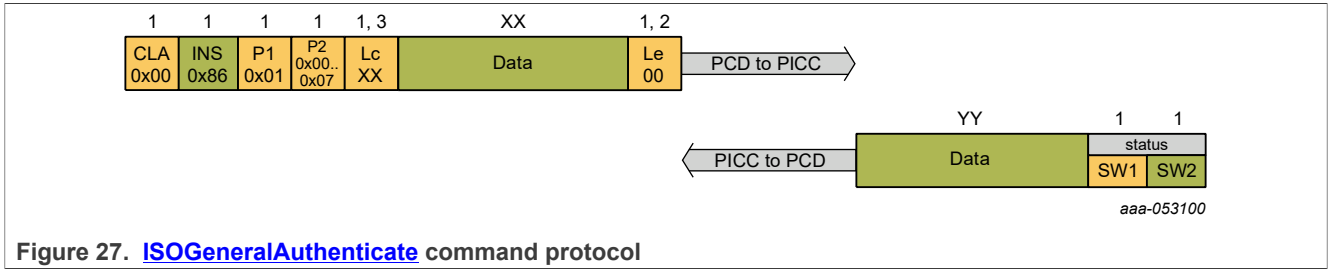 1 1 1 1 1, 3 XX 1, 2
CLA INS P1 P2 Lc Data Le PCD to PICC
0x00 0x86 0x01 0x00.. XX 00
0x07
YY 1 1
PICC to PCD Data status
SW1 SW2
aaa-053100
Figure 27. ISOGeneralAuthenticate command protocol